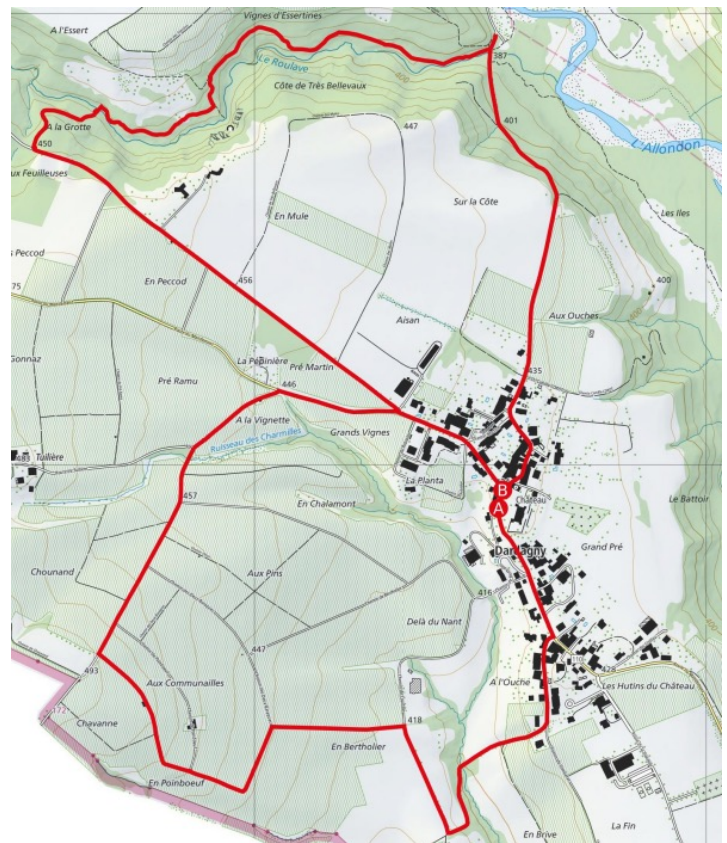 Vignes d'Essertines
A l'Essert
Le Roulave
387
400
Côte de Très Bellevaux
401
447
L'Allondon
A la Grotte
450
Aux Feuilleuses
Sur la Côte
Les Iles
En Mule
Peccod
En Peccod
456
400
75
Aux Ouches
Aisan
La Pépinière
Pré Martin
Gonnaz
Pré Ramu
446
435
A la Vignette
Grands Vignes
Ruisseau des Charmilles
Tuilière
457
La Planta
B
A
Château
Le Battoir
En Chalamont
Grand Pré
Dardagny
Chounand
Aux Pins
416
Delà du Nant
447
493
Aux Communailles
A l'Ouche
428
Les Hutins du Château
Chavanne
418
En Bertholier
En Poinboeuf
En Brive
La Fin